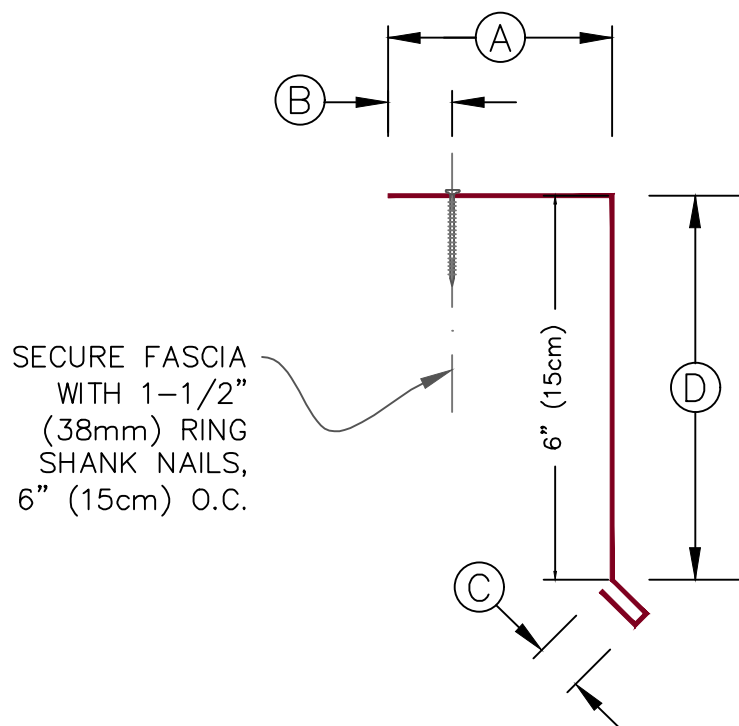 A
B
SECURE FASCIA
WITH 1-1/2”
(38mm) RING
SHANK NAILS,
6” (15cm) O.C.
6” (15cm)
D
C